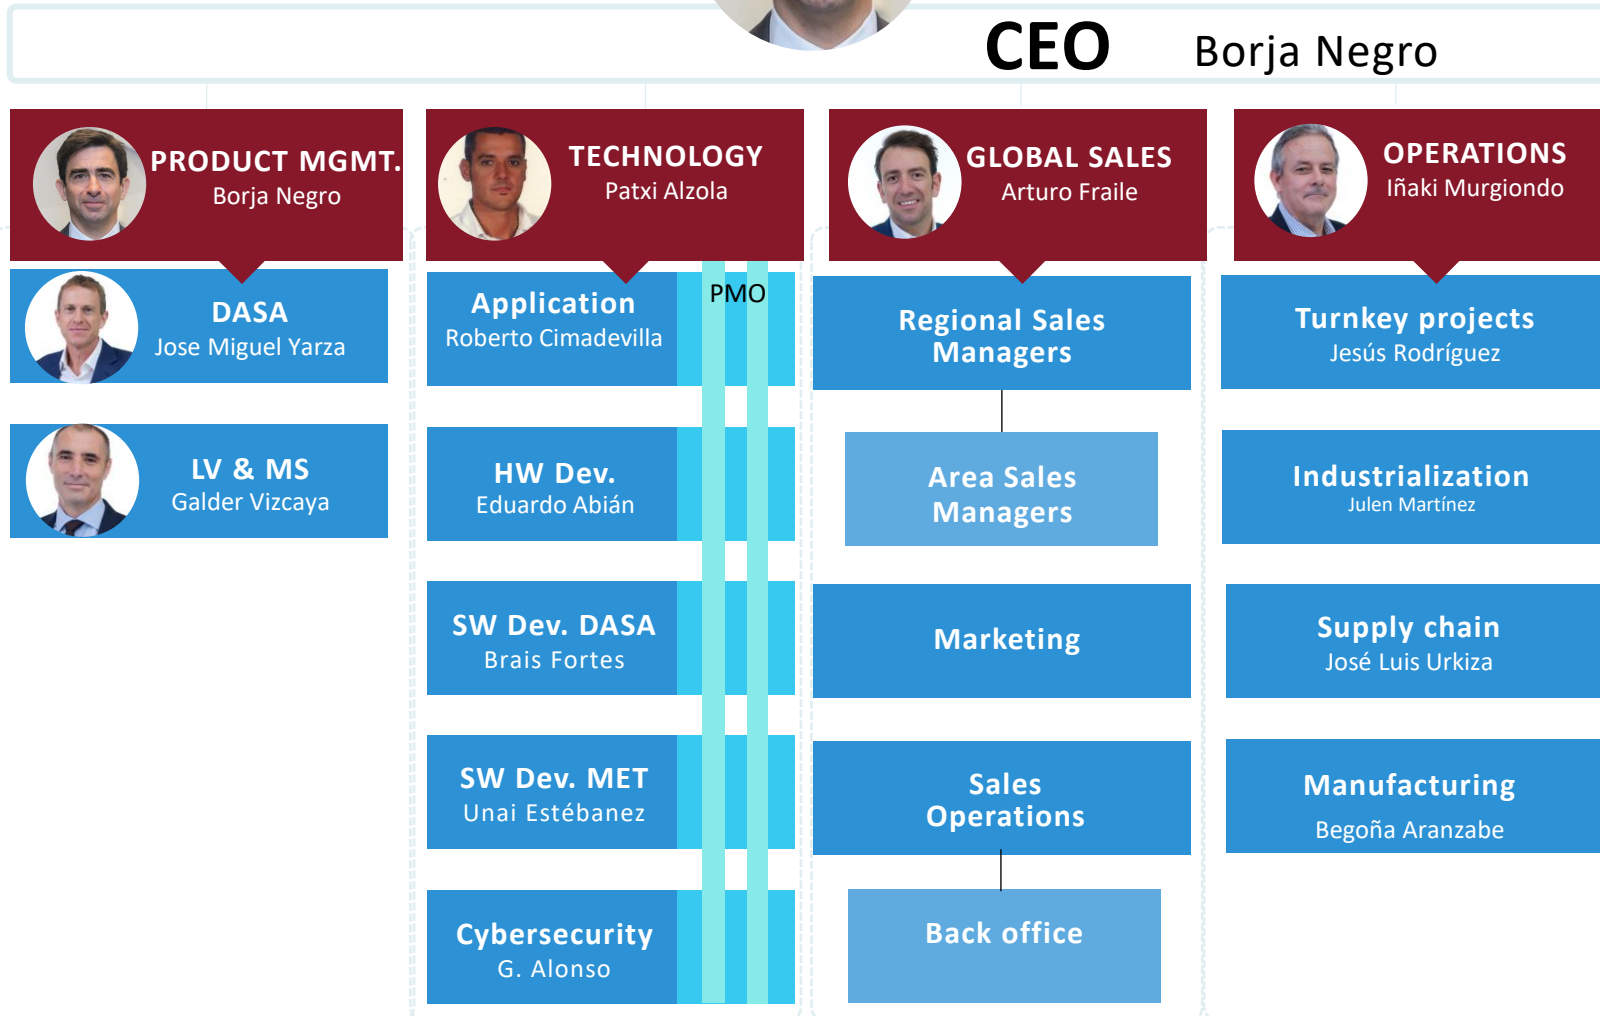 CEO Borja Negro
PRODUCT MGMT.
Borja Negro
TECHNOLOGY
Patxi Alzola
GLOBAL SALES
Arturo Fraile
OPERATIONS
Iñaki Murgiondo
DASA
Jose Miguel Yarza
LV & MS
Galder Vizcaya
Application
Roberto Cimadevilla
PMO
HW Dev.
Eduardo Abián
SW Dev. DASA
Brais Fortes
SW Dev. MET
Unai Estébanez
Cybersecurity
G. Alonso
Regional Sales
Managers
Area Sales
Managers
Marketing
Sales
Operations
Back office
Turnkey projects
Jesús Rodríguez
Industrialization
Julen Martínez
Supply chain
José Luis Urkiza
Manufacturing
Begoña Aranzabe